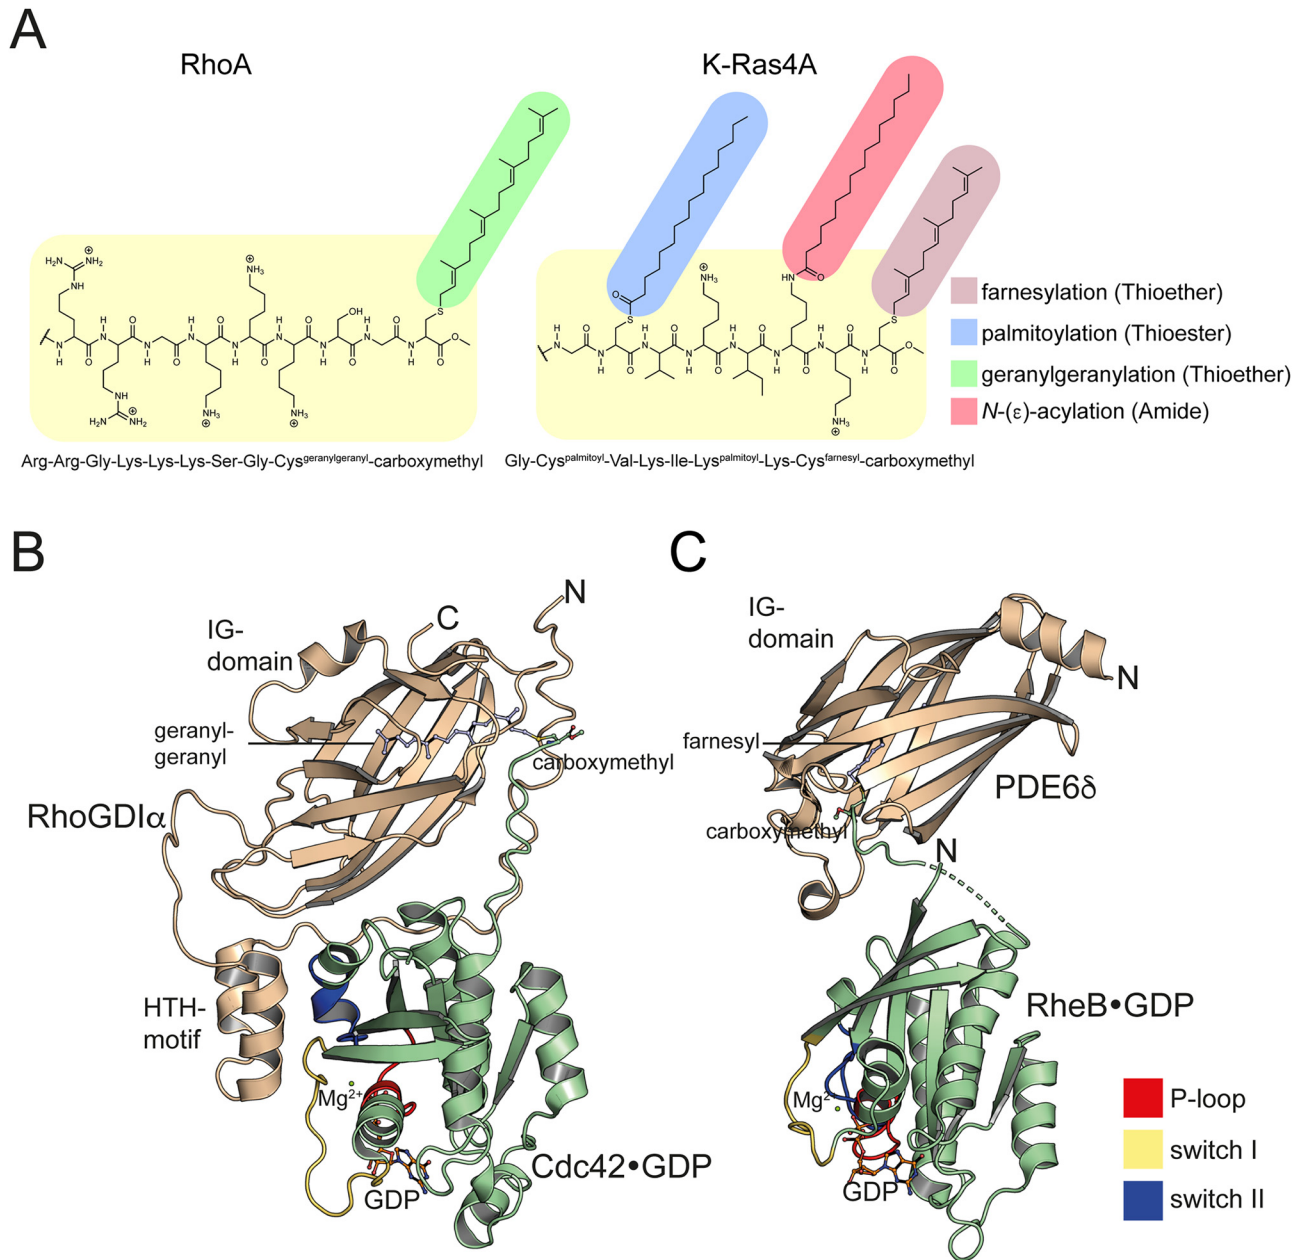 A
RhoA
K-Ras4A
farnesylation (Thioether)
palmitoylation (Thioester)
geranylgeranylation (Thioether)
N-(ε)-acylation (Amide)
Arg-Arg-Gly-Lys-Lys-Lys-Ser-Gly-Cysgeranylgeranyl-carboxymethyl
Gly-Cyspalmitoyl-Val-Lys-Ile-Lyspalmitoyl-Lys-Cysfarnesyl-carboxymethyl
B
N
C
IG-
domain
geranyl-
geranyl
carboxymethyl
RhoGDIα
HTH-
motif
Mg2+
GDP
Cdc42•GDP
C
IG-
domain
N
farnesyl
PDE6δ
carboxymethyl
N
RheB•GDP
Mg2
GDP
P-loop
switch I
switch II